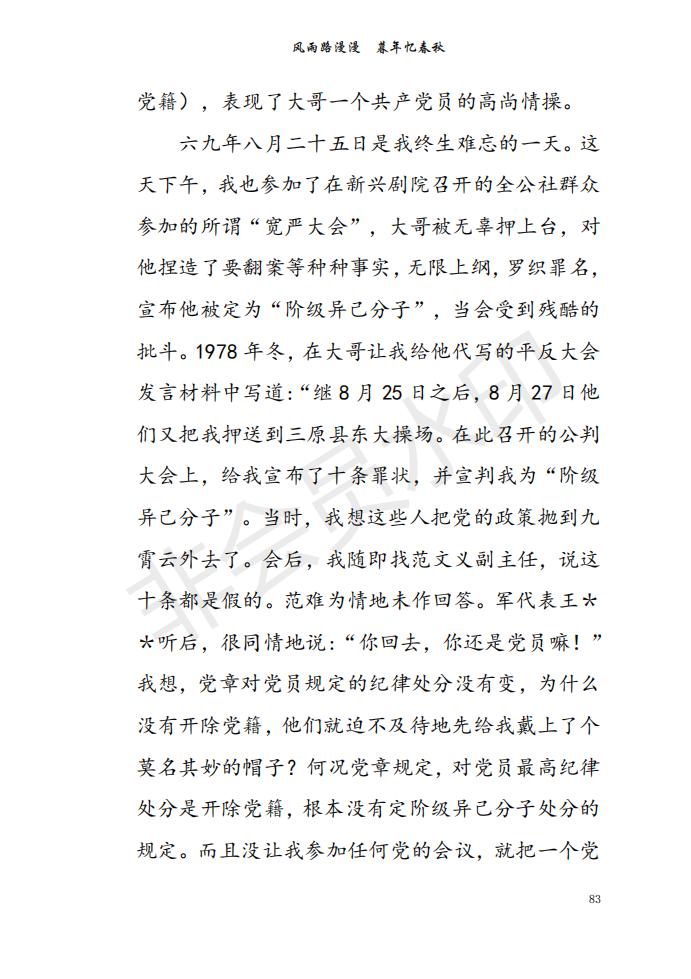 风雨路漫漫　暮年忆春秋
党籍），表现了大哥一个共产党员的高尚情操。
六九年八月二十五日是我终生难忘的一天。这
天下午，我也参加了在新兴剧院召开的全公社群众
参加的所谓“宽严大会”，大哥被无辜押上台，对
他捏造了要翻案等种种事实，无限上纲，罗织罪名，
宣布他被定为“阶级异己分子”，当会受到残酷的
批斗。1978 年冬，在大哥让我给他代写的平反大会
发言材料中写道：“继 8 月 25 日之后，8 月 27 日他
们又把我押送到三原县东大操场。在此召开的公判
大会上，给我宣布了十条罪状，并宣判我为“阶级
异己分子”。当时，我想这些人把党的政策抛到九
霄云外去了。会后，我随即找范文义副主任，说这
十条都是假的。范难为情地未作回答。军代表王＊
＊听后，很同情地说：“你回去，你还是党员嘛！”
我想，党章对党员规定的纪律处分没有变，为什么
没有开除党籍，他们就迫不及待地先给我戴上了个
莫名其妙的帽子？何况党章规定，对党员最高纪律
处分是开除党籍，根本没有定阶级异己分子处分的
规定。而且没让我参加任何党的会议，就把一个党
83
非会员水印